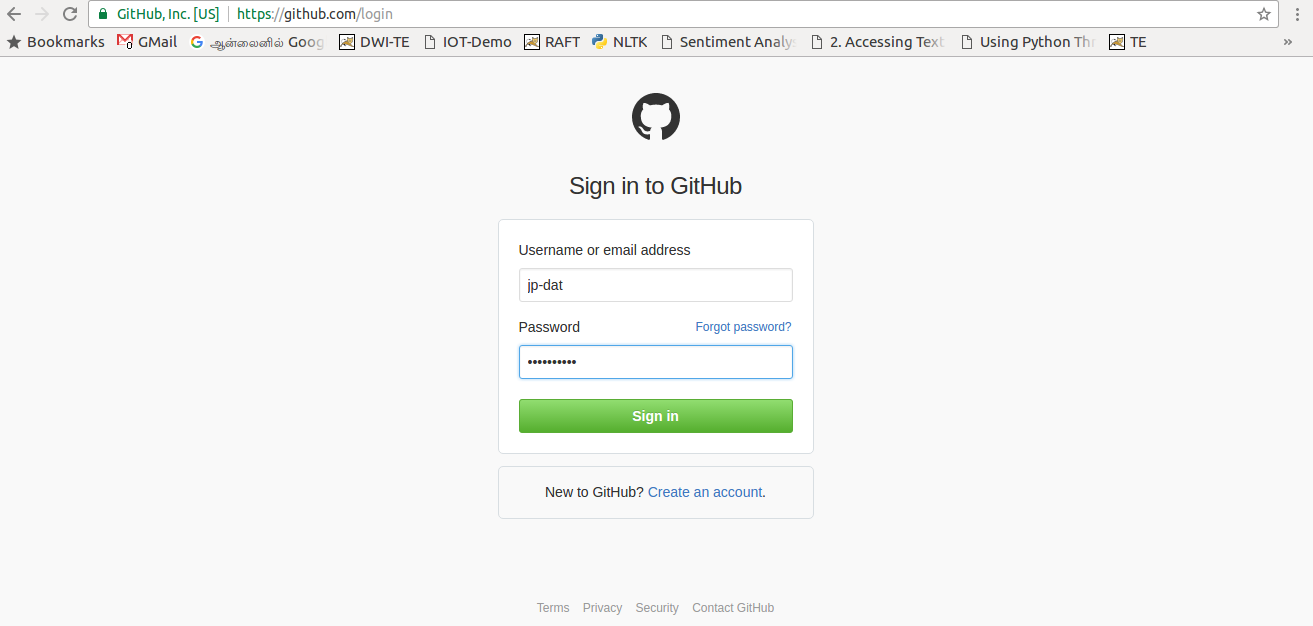 GitHub, Inc. [US] https://github.com/login
Bookmarks GMail ஆன்லைனில் Goog DWI-TE IOT-Demo RAFT NLTK Sentiment Analy 2. Accessing Text Using Python Thr TE »
Sign in to GitHub
Username or email address
jp-dat
Password Forgot password?
••••••••••
Sign in
New to GitHub? Create an account.
Terms Privacy Security Contact GitHub